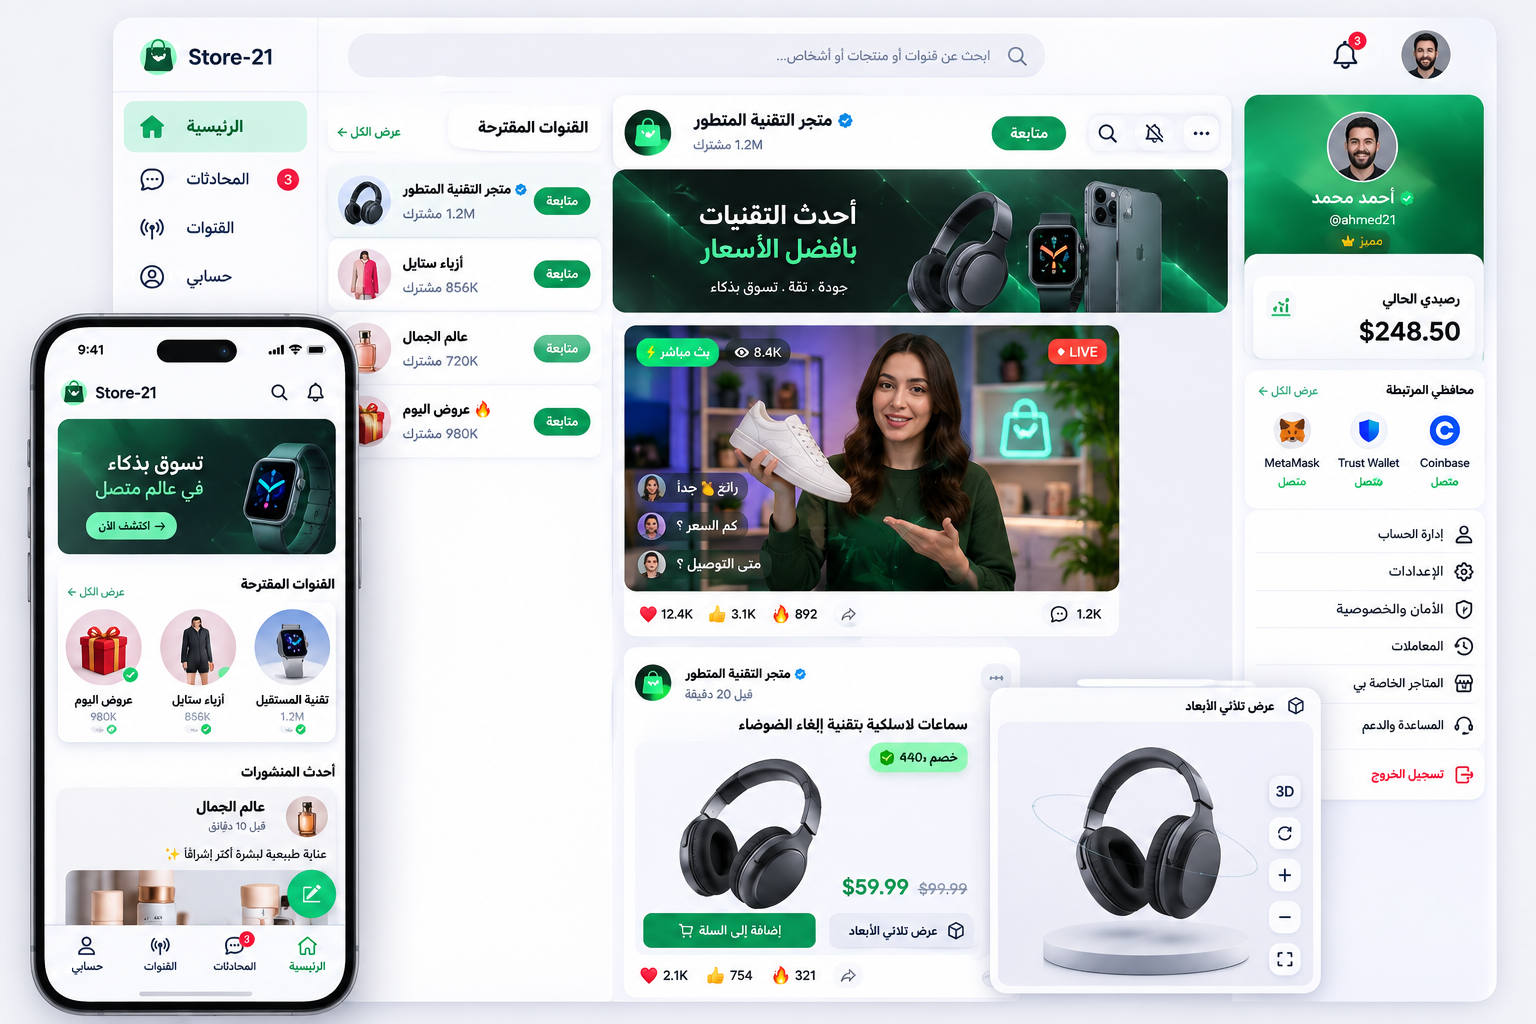 Store-21
ابحث عن قنوات أو منتجات أو أشخاص...
3
الرئيسية
المحادثات
3
القنوات
حسابي
القنوات المقترحة
عرض الكل ←
متجر التقنية المتطور
1.2M مشترك
متابعة
أزياء ستايل
856K مشترك
متابعة
عالم الجمال
720K مشترك
متابعة
عروض اليوم 🔥
980K مشترك
متابعة
متجر التقنية المتطور
1.2M مشترك
متابعة
أحدث التقنيات
بافضل الأسعار
جودة . تقة . تسوق بذكاء
بث مباشر
8.4K
LIVE
رائع 👏 جداً
كم السعر ؟
متى التوصيل ؟
12.4K
3.1K
892
1.2K
متجر التقنية المتطور
قبل 20 دقيقة
سماعات لاسلكية بتقنية إلغاء الضوضاء
خصم
$59.99
$99.99
إضافة إلى السلة
عرض تلاتي الأبعاد
2.1K
754
321
عرض تلاتي الأبعاد
3D
أحمد محمد
@ahmed21
مميز
رصبدي الحالي
$248.50
محافظي المرتبطة
عرض الكل ←
MetaMask
متصل
Trust Wallet
متصل
Coinbase
متصل
إدارة الحساب
الإعدادات
الأمان والخصوصية
المعاملات
المتاجر الخاصة بي
المساعدة والدعم
تسجيل الخروج
9:41
Store-21
تسوق بذكاء
في عالم متصل
اكتشف الآن →
القنوات المقترحة
عرض الكل ←
تقنية المستقيل
1.2M
أزياء ستايل
856K
عروض اليوم
980K
أحدث المنشورات
عالم الجمال
قبل 10 دقائق
عناية طبيعية لبشرة أكثر إشراقاً ✨
الرئيسية
المحادثات
3
القنوات
حسابي